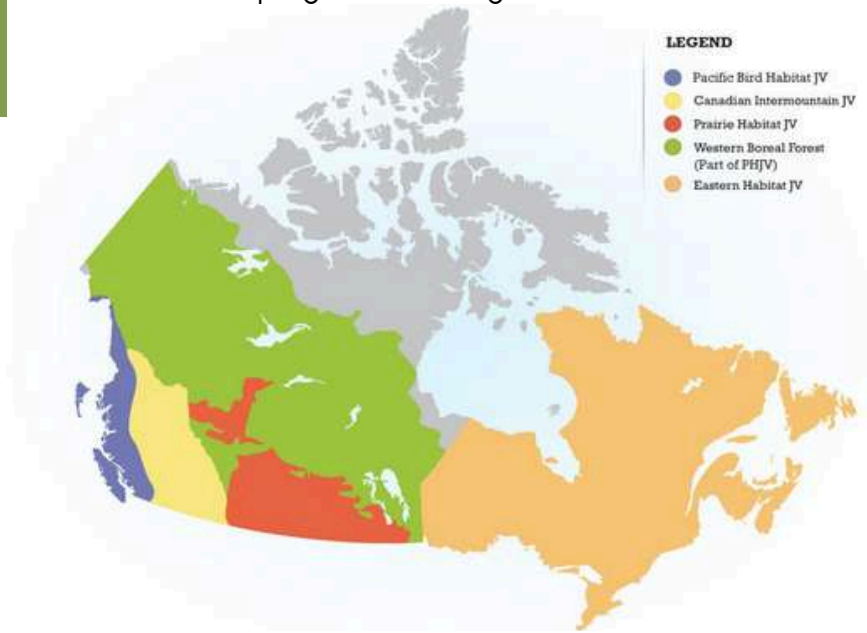 LEGEND
Pacific Bird Habitat JV
Canadian Intermountain JV
Prairie Habitat JV
Western Boreal Forest
(Part of PHJV)
Eastern Habitat JV